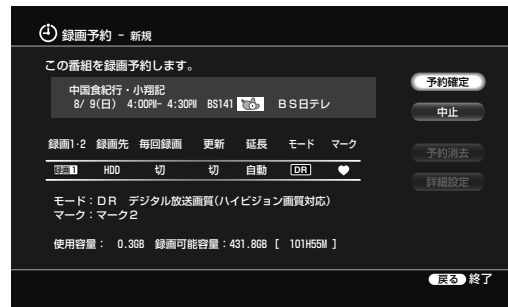 録画予約 - 新規
この番組を録画予約します。
中国食紀行・小翔記
8/ 9(日) 4:00PM- 4:30PM BS141 BS日テレ
予約確定
中止
予約消去
詳細設定
録画1･2 録画先 毎回録画 更新 延長 モード マーク
録画1 HDD 切 切 自動 DR ♥
モード：DR デジタル放送画質(ハイビジョン画質対応)
マーク：マーク2
使用容量： 0.3GB 録画可能容量：431.8GB [ 101H55M ]
戻る 終了